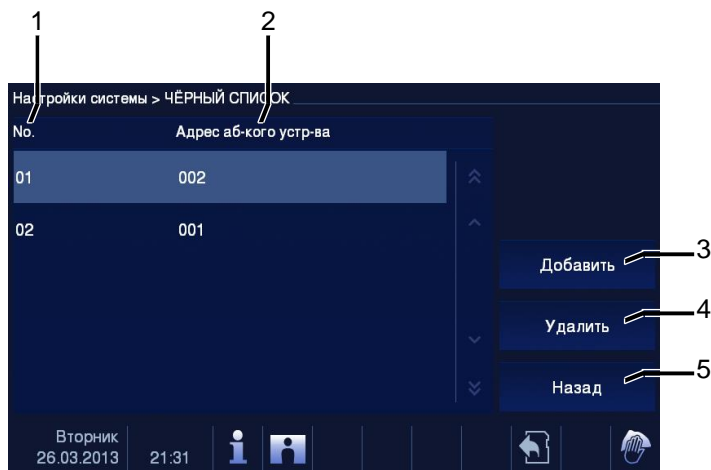 1 2
Настройки системы > ЧЁРНЫЙ СПИСОК
No. Адрес аб-кого устр-ва
01 002
02 001
Добавить 3
Удалить 4
Назад 5
Вторник
26.03.2013 21:31